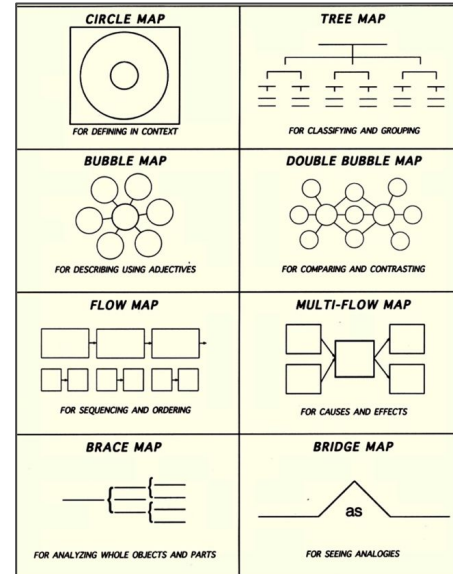 CIRCLE MAP
FOR DEFINING IN CONTEXT
TREE MAP
FOR CLASSIFYING AND GROUPING
BUBBLE MAP
FOR DESCRIBING USING ADJECTIVES
DOUBLE BUBBLE MAP
FOR COMPARING AND CONTRASTING
FLOW MAP
FOR SEQUENCING AND ORDERING
MULTI-FLOW MAP
FOR CAUSES AND EFFECTS
BRACE MAP
FOR ANALYZING WHOLE OBJECTS AND PARTS
BRIDGE MAP
as
FOR SEEING ANALOGIES